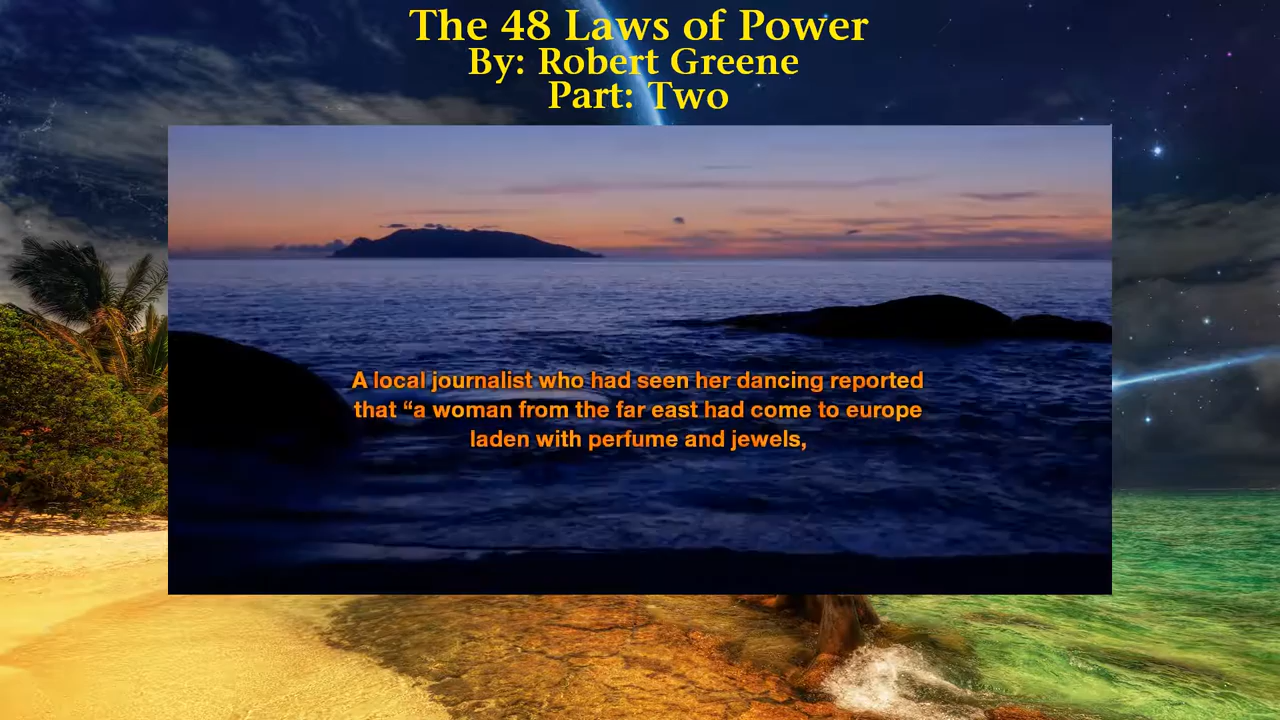 The 48 Laws of Power
By: Robert Greene
Part: Two
A local journalist who had seen her dancing reported
that “a woman from the far east had come to europe
laden with perfume and jewels,